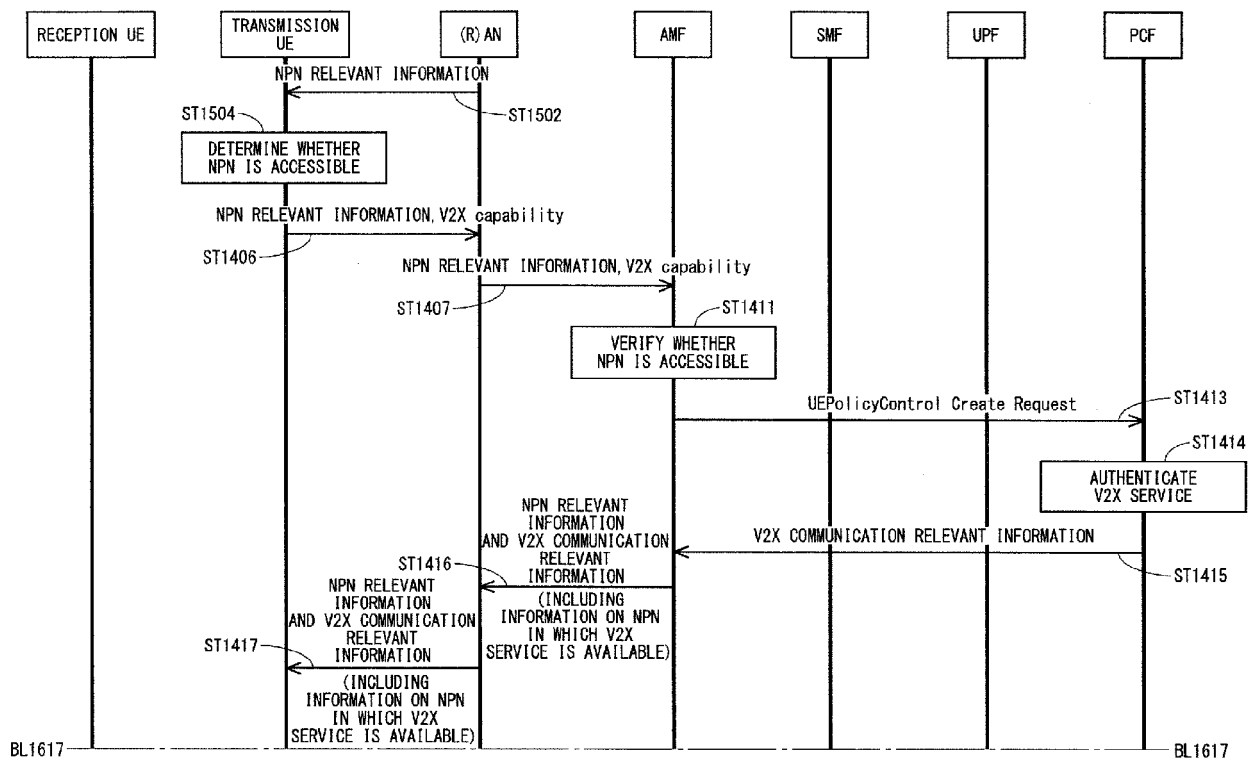 RECEPTION UE
TRANSMISSION
UE
(R)AN
AMF
SMF
UPF
PCF
NPN RELEVANT INFORMATION
ST1502
ST1504
DETERMINE WHETHER
NPN IS ACCESSIBLE
NPN RELEVANT INFORMATION, V2X capability
ST1406
NPN RELEVANT INFORMATION, V2X capability
ST1407
ST1411
VERIFY WHETHER
NPN IS ACCESSIBLE
UEPolicyControl Create Request
ST1413
ST1414
AUTHENTICATE
V2X SERVICE
V2X COMMUNICATION RELEVANT INFORMATION
ST1415
NPN RELEVANT
INFORMATION
AND V2X COMMUNICATION
RELEVANT
INFORMATION
ST1416
(INCLUDING
INFORMATION ON NPN
IN WHICH V2X
SERVICE IS AVAILABLE)
NPN RELEVANT
INFORMATION
AND V2X COMMUNICATION
RELEVANT
INFORMATION
ST1417
(INCLUDING
INFORMATION ON NPN
IN WHICH V2X
SERVICE IS AVAILABLE)
BL1617
BL1617